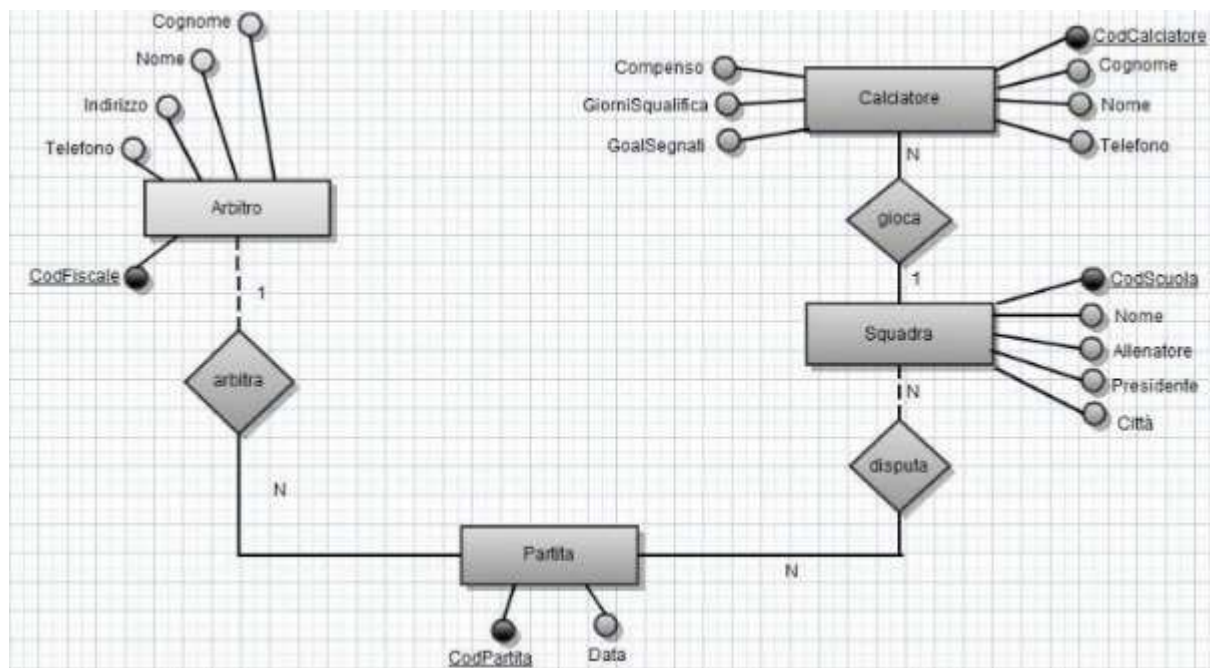 Cognome
Nome
Indirizzo
Telefono
Arbitro
CodFiscale
1
arbitra
N
Compenso
GiorniSqualifica
GoalSegnati
Calciatore
CodCalciatore
Cognome
Nome
Telefono
N
gioca
1
Squadra
CodScuola
Nome
Allenatore
Presidente
Città
N
disputa
N
Partita
CodPartita
Data